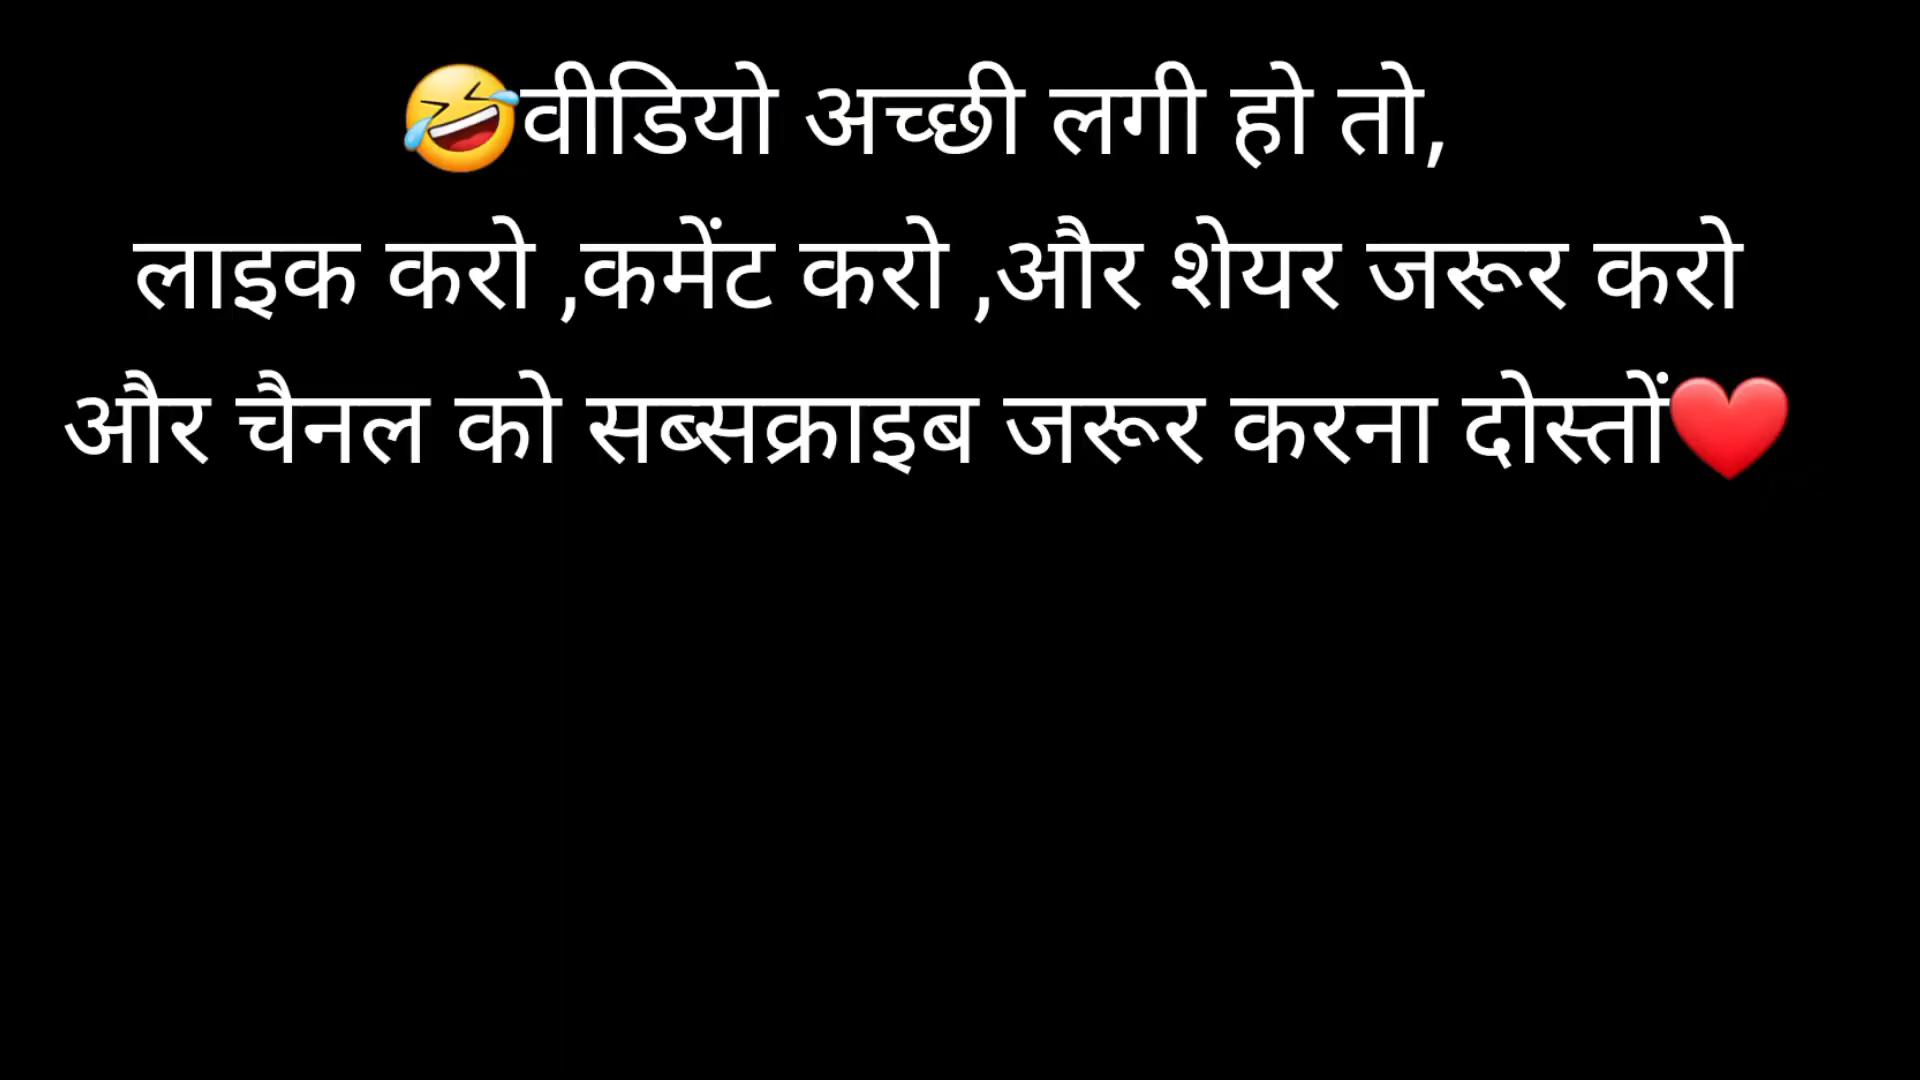 🤣वीडियो अच्छी लगी हो तो,
लाइक करो ,कमेंट करो ,और शेयर जरूर करो
और चैनल को सब्सक्राइब जरूर करना दोस्तों❤️